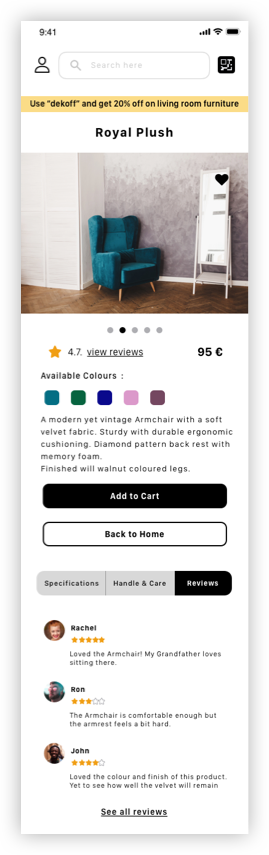 9:41
Search here
Use "dekoff" and get 20% off on living room furniture
Royal Plush
4.7. view reviews
95 €
Available Colours :
A modern yet vintage Armchair with a soft
velvet fabric. Sturdy with durable ergonomic
cushioning. Diamond pattern back rest with
memory foam.
Finished will walnut coloured legs.
Add to Cart
Back to Home
Specifications
Handle & Care
Reviews
Rachel
Loved the Armchair! My Grandfather loves
sitting there.
Ron
The Armchair is comfortable enough but
the armrest feels a bit hard.
John
Loved the colour and finish of this product.
Yet to see how well the velvet will remain
See all reviews